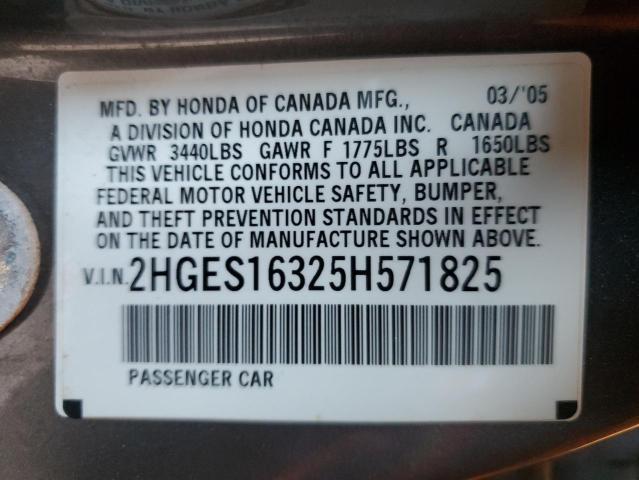 MFD. BY HONDA OF CANADA MFG., 03/'05
A DIVISION OF HONDA CANADA INC. CANADA
GVWR 3440LBS GAWR F 1775LBS R 1650LBS
THIS VEHICLE CONFORMS TO ALL APPLICABLE
FEDERAL MOTOR VEHICLE SAFETY, BUMPER,
AND THEFT PREVENTION STANDARDS IN EFFECT
ON THE DATE OF MANUFACTURE SHOWN ABOVE.
V.I.N. 2HGES16325H571825
PASSENGER CAR